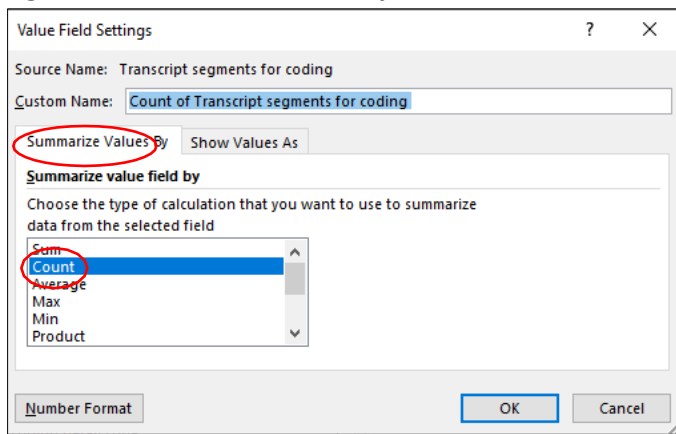 Value Field Settings ? ×
Source Name: Transcript segments for coding
Custom Name: Count of Transcript segments for coding
Summarize Values By Show Values As
Summarize value field by
Choose the type of calculation that you want to use to summarize
data from the selected field
Sum
Count
Average
Max
Min
Product
Number Format OK Cancel